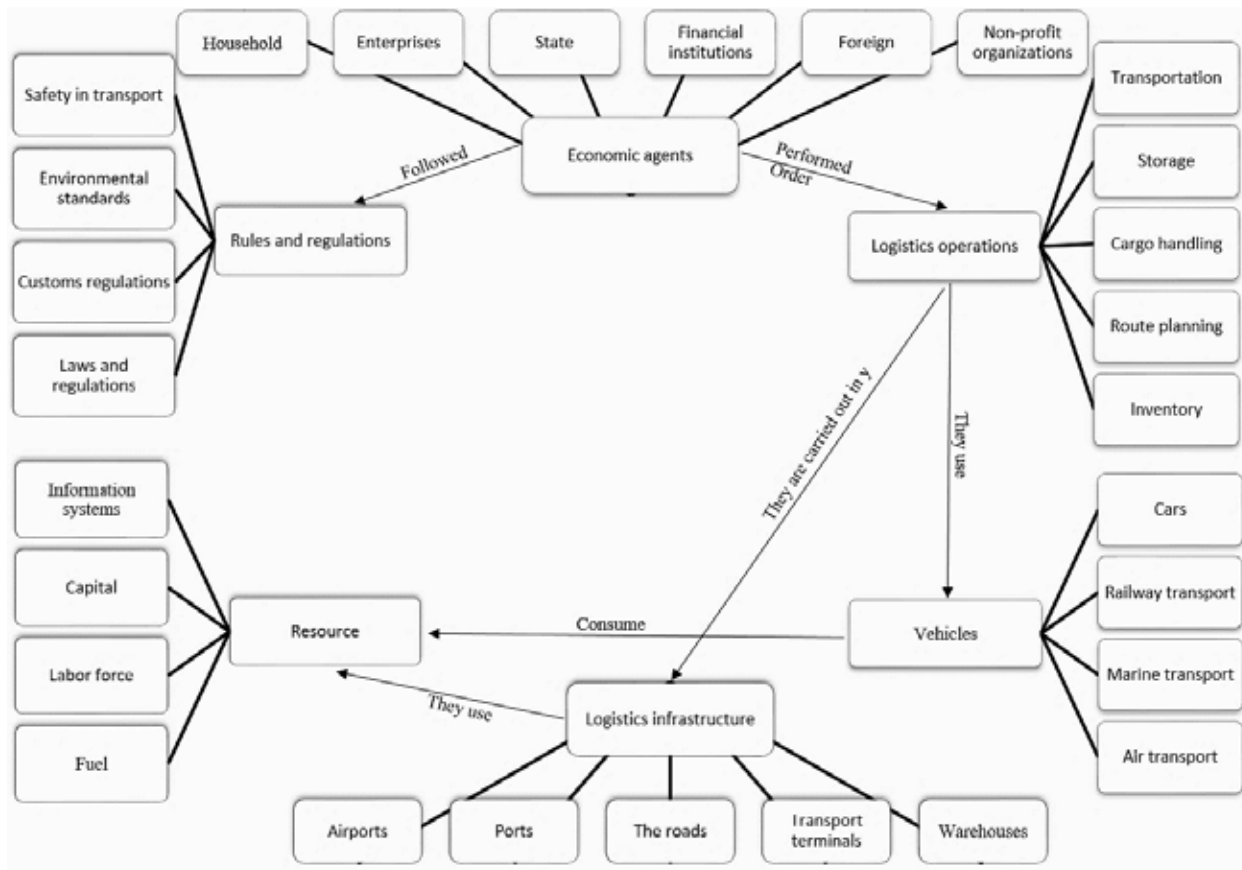 Household
Enterprises
State
Financial
institutions
Foreign
Non-profit
organizations
Safety in transport
Environmental
standards
Customs regulations
Laws and
regulations
Rules and regulations
Followed
Economic agents
Performed
Order
Logistics operations
Transportation
Storage
Cargo handling
Route planning
Inventory
They are carried out in y
They use
Information
systems
Capital
Labor force
Fuel
Resource
Consume
Vehicles
Cars
Railway transport
Marine transport
Air transport
They use
Logistics infrastructure
Airports
Ports
The roads
Transport
terminals
Warehouses